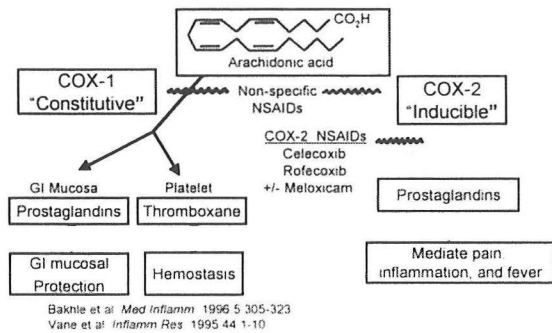 CO₂H
Arachidonic acid
COX-1
"Constitutive"
Non-specific
NSAIDs
COX-2
"Inducible"
COX-2 NSAIDs
Celecoxib
Rofecoxib
+/- Meloxicam
GI Mucosa
Prostaglandins
Platelet
Thromboxane
Prostaglandins
GI mucosal
Protection
Hemostasis
Mediate pain
inflammation, and fever
Bakhle et al Med Inflamm 1996 5 305-323
Vane et al Inflamm Res 1995 44 1-10